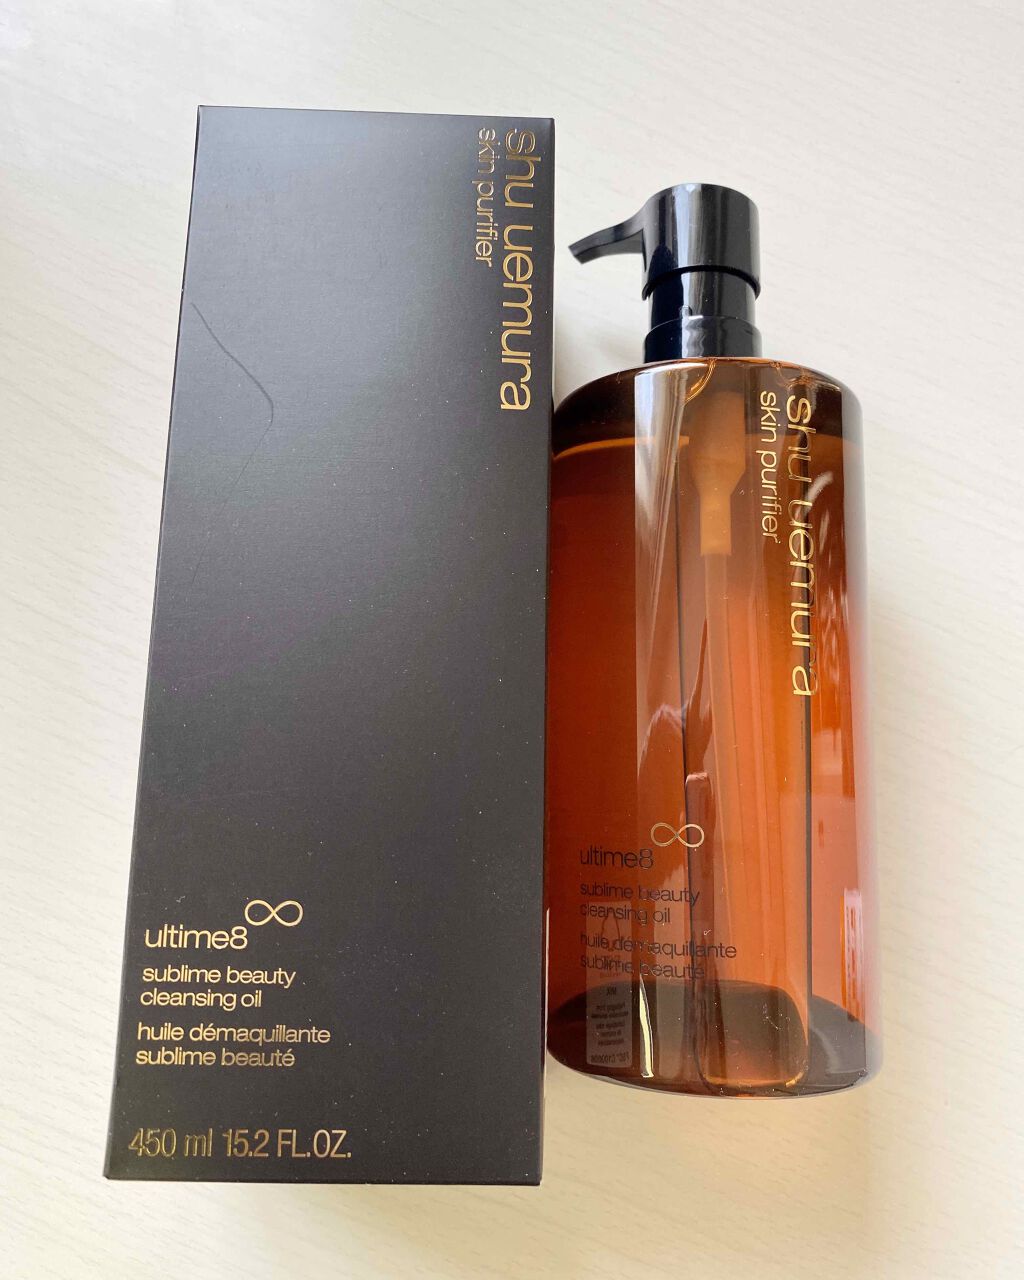 shu uemura
skin purifier
ultime8
sublime beauty
cleansing oil
huile démaquillante
sublime beauté
450 ml 15.2 FL.OZ.
shu uemura
skin purifier
ultime8
sublime beauty
cleansing oil
huile démaquillante
sublime beauté
MIX